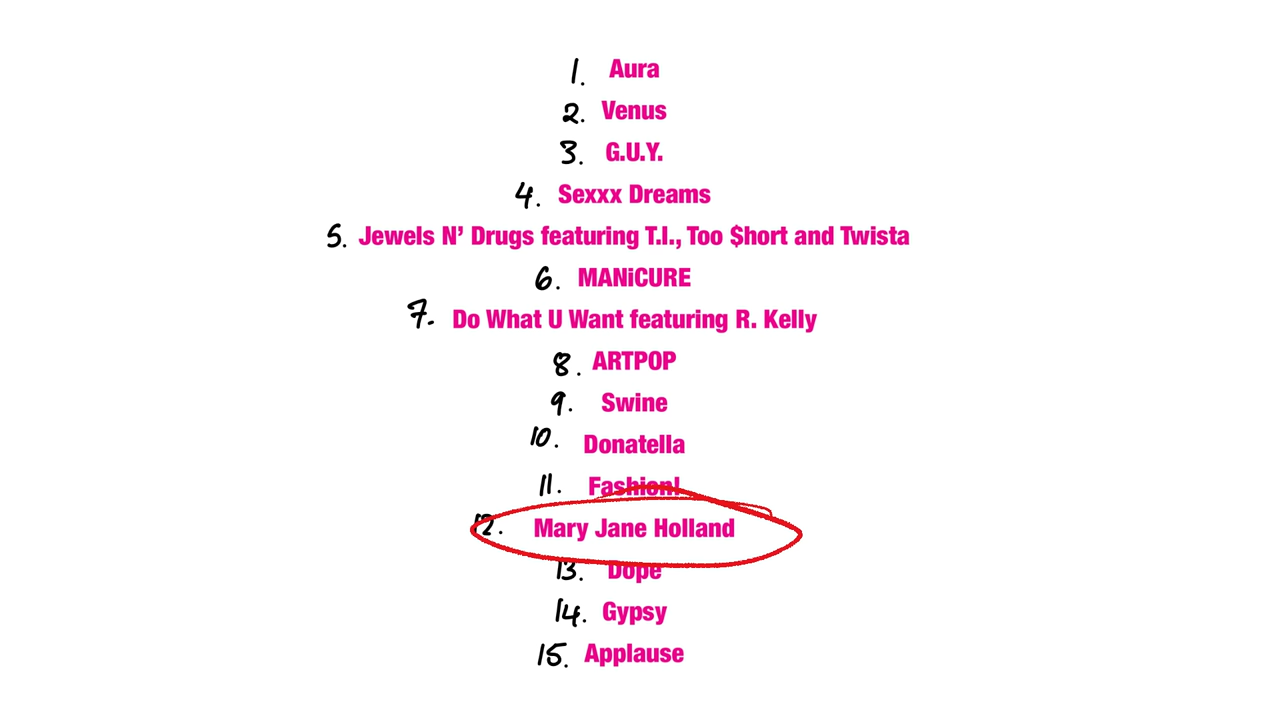 1. Aura
2. Venus
3. G.U.Y.
4. Sexxx Dreams
5. Jewels N’ Drugs featuring T.I., Too $hort and Twista
6. MANiCURE
7. Do What U Want featuring R. Kelly
8. ARTPOP
9. Swine
10. Donatella
11. Fashion!
12. Mary Jane Holland
13. Dope
14. Gypsy
15. Applause